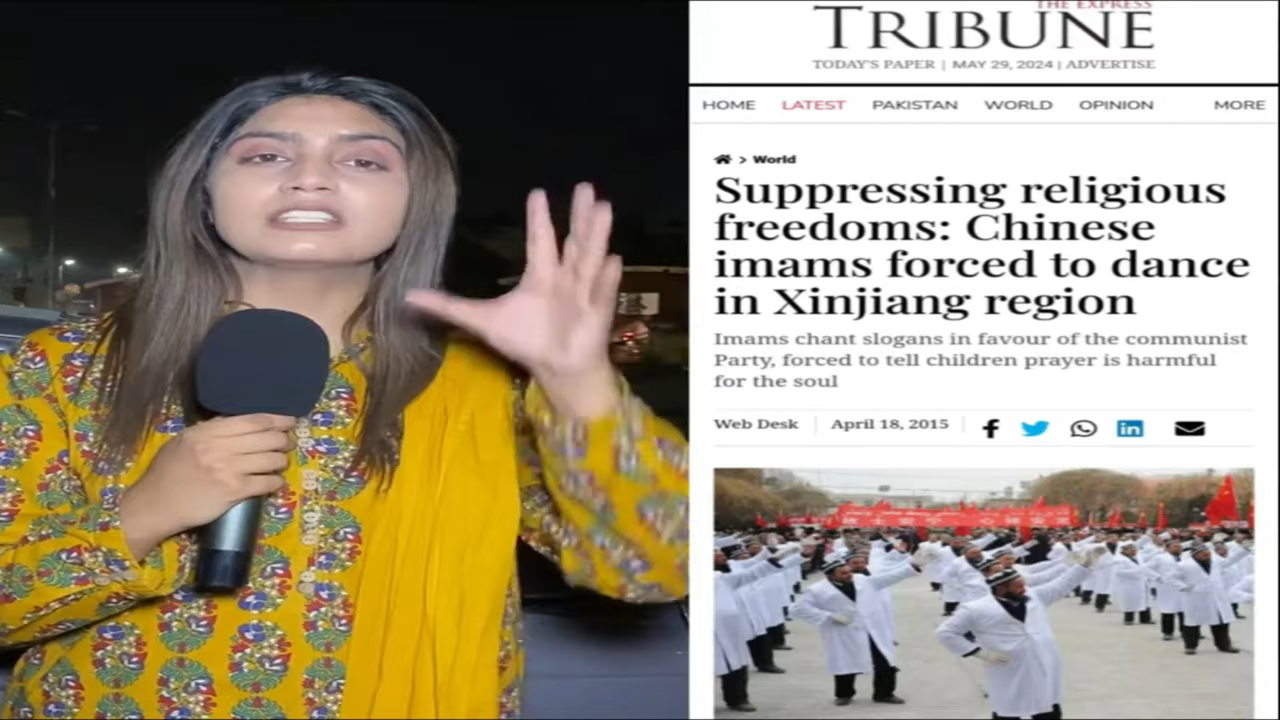 THE EXPRESS
TRIBUNE
TODAY'S PAPER | MAY 29, 2024 | ADVERTISE
HOME LATEST PAKISTAN WORLD OPINION MORE
> World
Suppressing religious
freedoms: Chinese
imams forced to dance
in Xinjiang region
Imams chant slogans in favour of the communist
Party, forced to tell children prayer is harmful
for the soul
Web Desk April 18, 2015